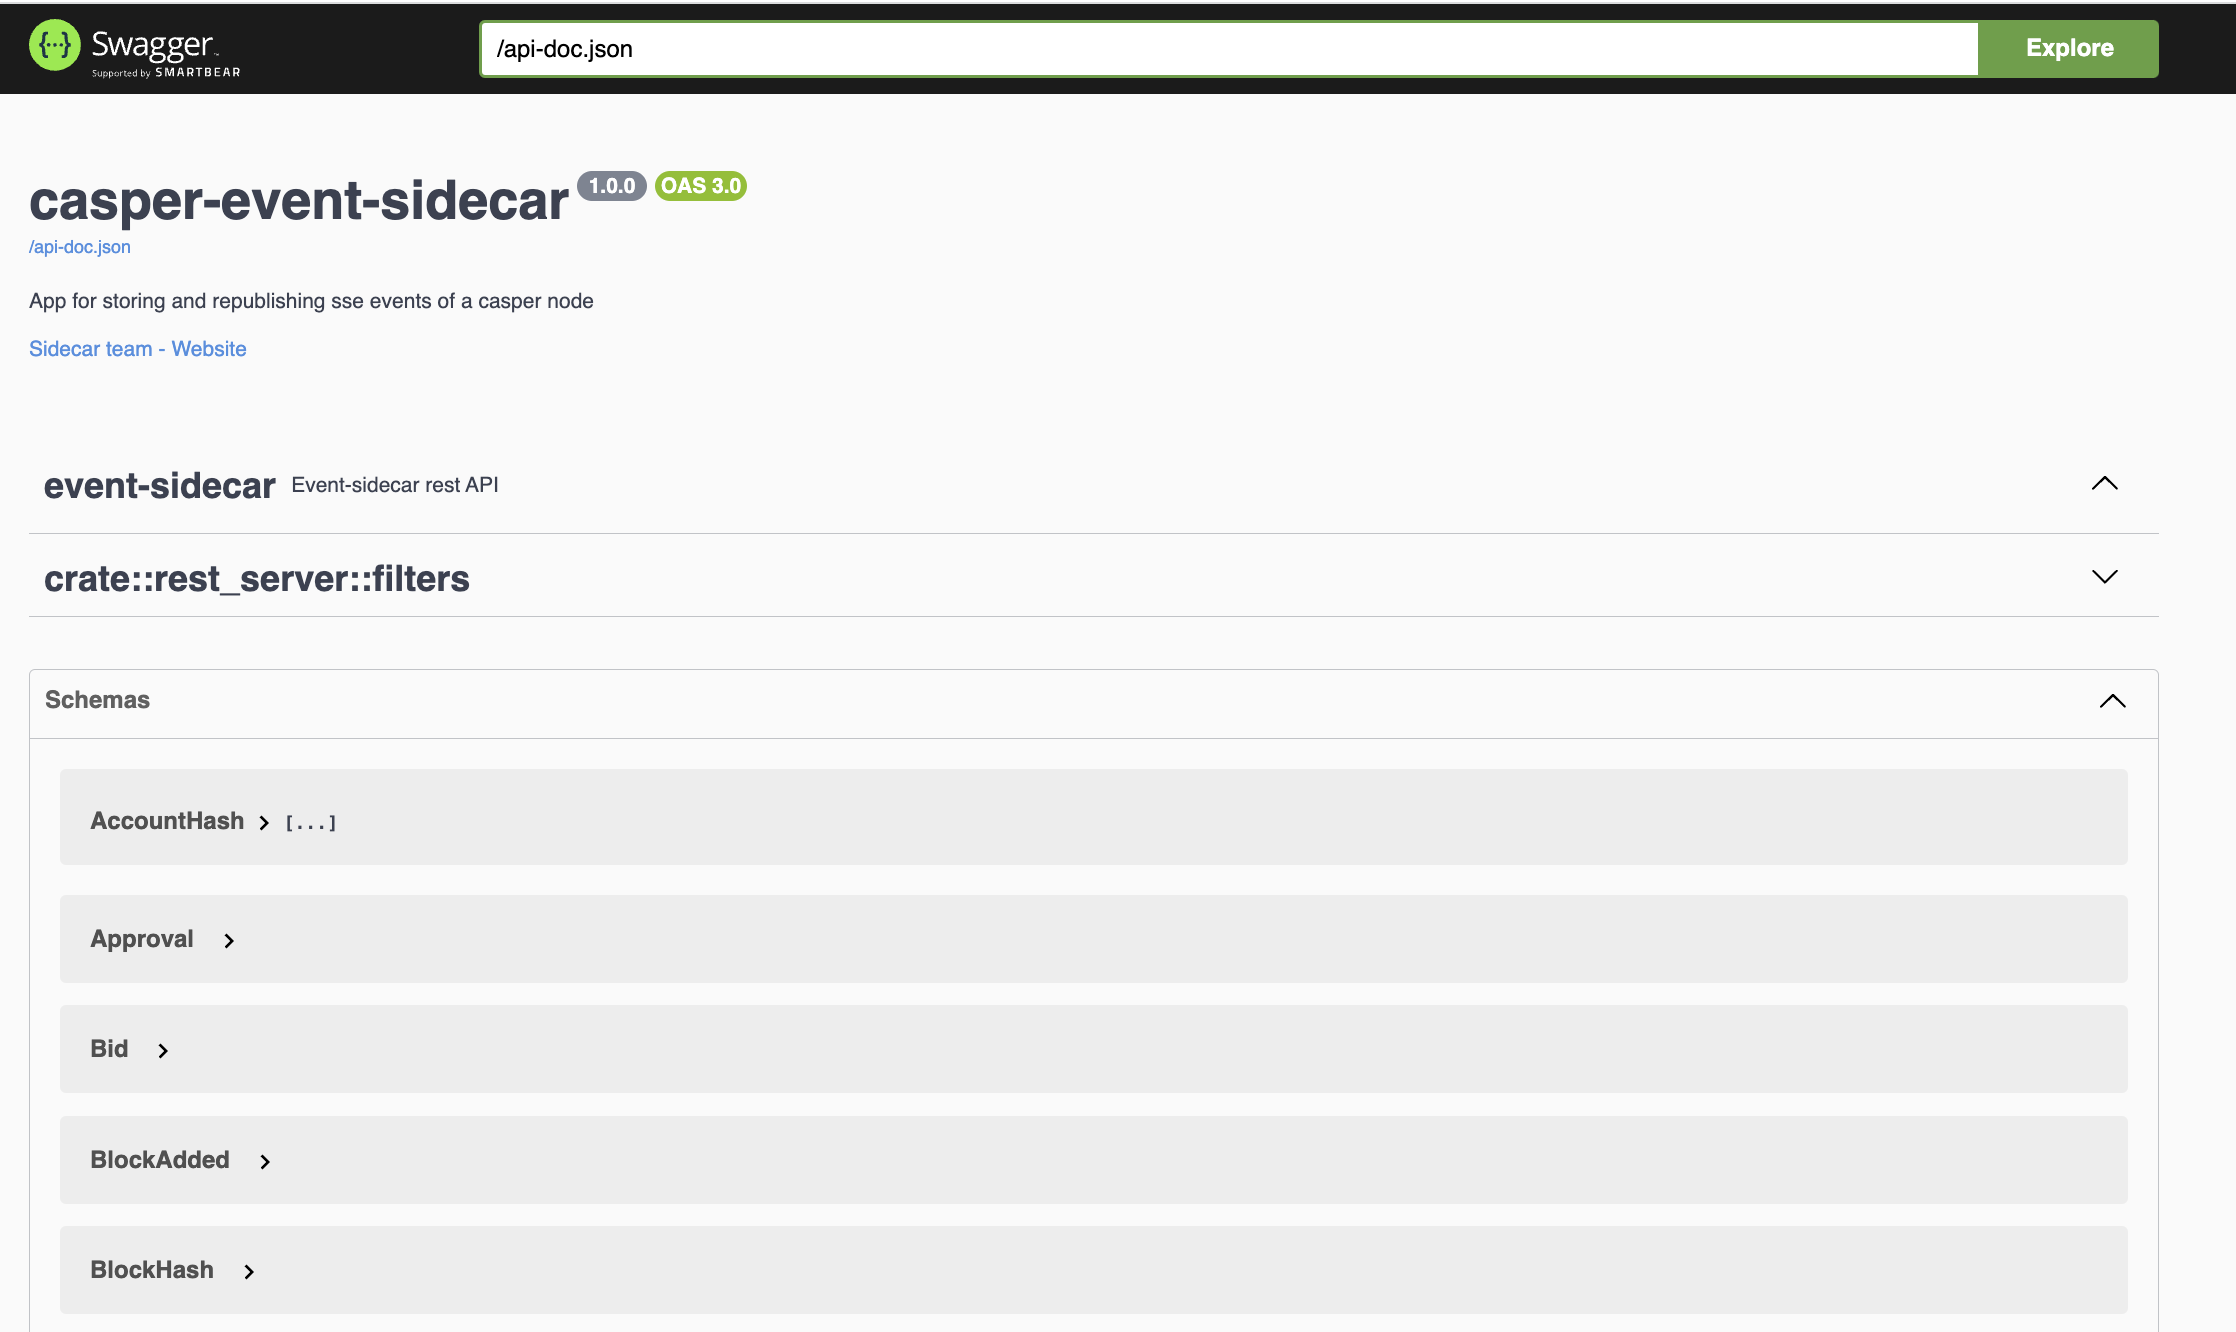 {···} Swagger™
Supported by SMARTBEAR
/api-doc.json
Explore
casper-event-sidecar 1.0.0 OAS 3.0
/api-doc.json
App for storing and republishing sse events of a casper node
Sidecar team - Website
event-sidecar Event-sidecar rest API
crate::rest_server::filters
Schemas
AccountHash > [...]
Approval >
Bid >
BlockAdded >
BlockHash >